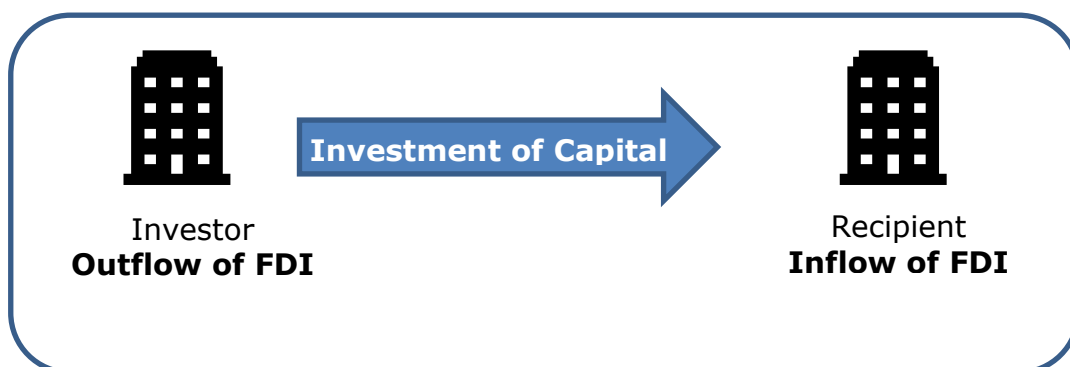 Investment of Capital
Investor
Outflow of FDI
Recipient
Inflow of FDI